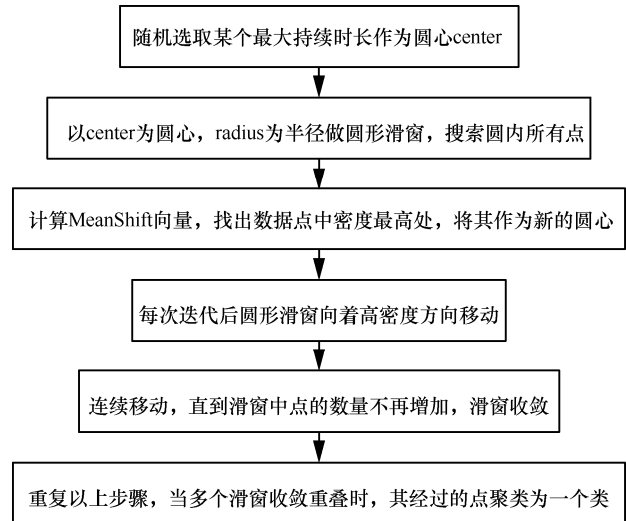 随机选取某个最大持续时长作为圆心center
以center为圆心，radius为半径做圆形滑窗，搜索圆内所有点
计算MeanShift向量，找出数据点中密度最高处，将其作为新的圆心
每次迭代后圆形滑窗向着高密度方向移动
连续移动，直到滑窗中点的数量不再增加，滑窗收敛
重复以上步骤，当多个滑窗收敛重叠时，其经过的点聚类为一个类